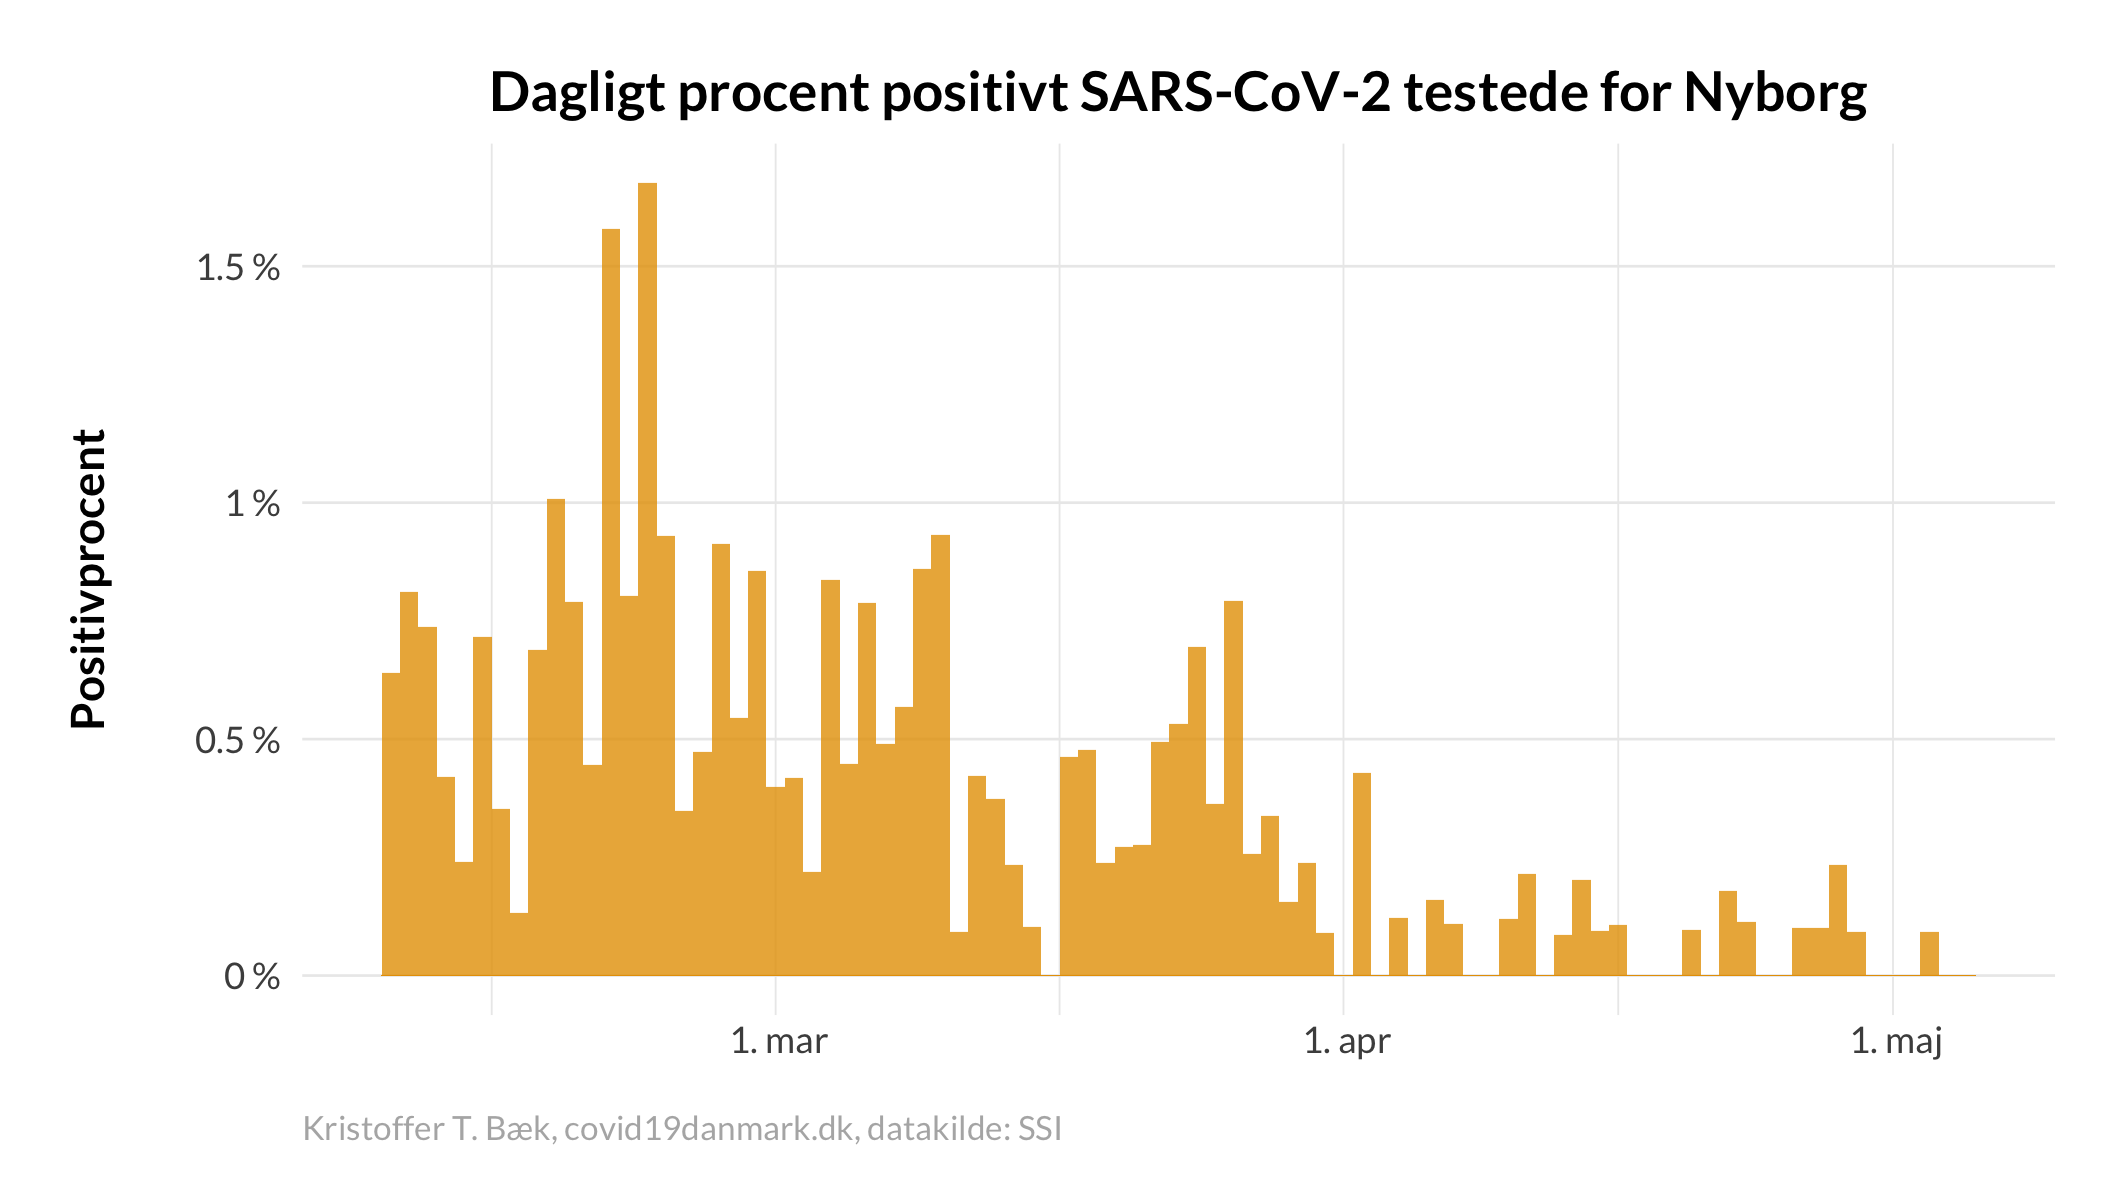 Dagligt procent positivt SARS-CoV-2 testede for Nyborg
Positivprocent
1.5 %
1 %
0.5 %
0 %
1. mar
1. apr
1. maj
Kristoffer T. Bæk, covid19danmark.dk, datakilde: SSI